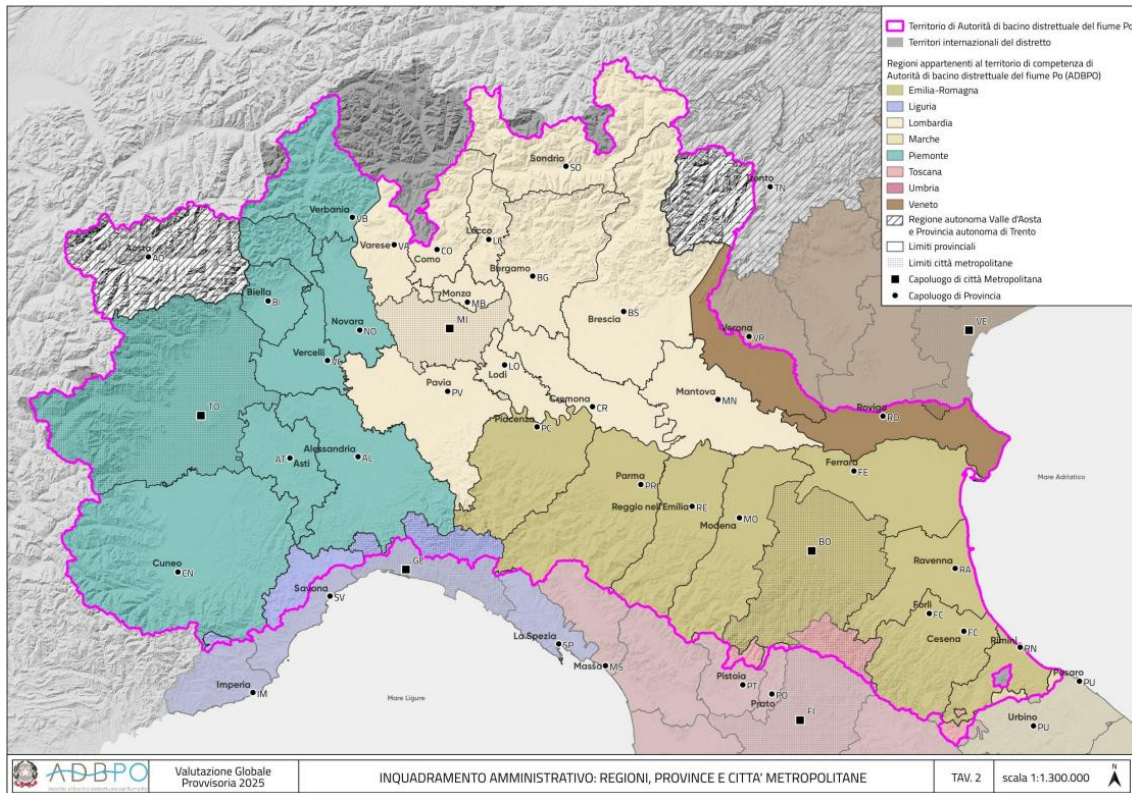 Territorio di Autorità di bacino distrettuale del fiume Po
Territori internazionali del distretto
Regioni appartenenti al territorio di competenza di
Autorità di bacino distrettuale del fiume Po (ADBPO)
Emilia-Romagna
Liguria
Lombardia
Marche
Piemonte
Toscana
Umbria
Veneto
Regione autonoma Valle d'Aosta
e Provincia autonoma di Trento
Limiti provinciali
Limiti città metropolitane
Capoluogo di città Metropolitana
Capoluogo di Provincia
Sondrio
SO
Trento
TN
Verbania
VB
Aosta
AO
Varese
VA
Como
CO
Lecco
LC
Bergamo
BG
Biella
BI
Monza
MB
MI
Novara
NO
Brescia
BS
Verona
VR
VE
Vercelli
VC
Lodi
LO
Pavia
PV
TO
Cremona
CR
Mantova
MN
Rovigo
RO
Piacenza
PC
Alessandria
AL
AT
Asti
Ferrara
FE
Mare Adriatico
Parma
PR
Reggio nell'Emilia
RE
Modena
MO
BO
Cuneo
CN
GE
Ravenna
RA
Savona
SV
Forlì
FC
Cesena
FC
La Spezia
SP
Rimini
RN
Massa
MS
Pistoia
PT
Prato
PO
Pesaro
PU
Imperia
IM
Mare Ligure
FI
Urbino
PU
ADBPO
Valutazione Globale
Provvisoria 2025
INQUADRAMENTO AMMINISTRATIVO: REGIONI, PROVINCE E CITTA' METROPOLITANE
TAV. 2
scala 1:1.300.000
N